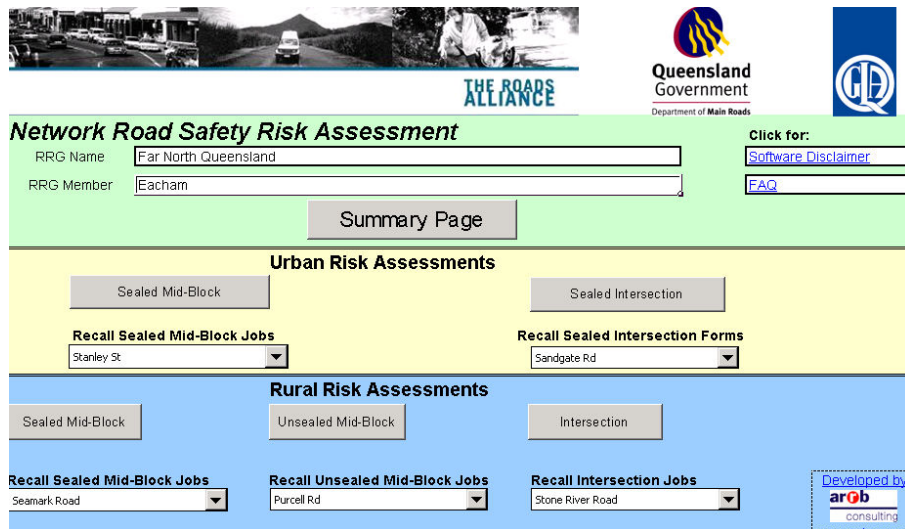 THE ROADS
ALLIANCE
Queensland
Government
Department of Main Roads
Network Road Safety Risk Assessment
Click for:
RRG Name
Far North Queensland
Software Disclaimer
RRG Member
Eacham
FAQ
Summary Page
Urban Risk Assessments
Sealed Mid-Block
Sealed Intersection
Recall Sealed Mid-Block Jobs
Recall Sealed Intersection Forms
Stanley St
Sandgate Rd
Rural Risk Assessments
Sealed Mid-Block
Unsealed Mid-Block
Intersection
Recall Sealed Mid-Block Jobs
Recall Unsealed Mid-Block Jobs
Recall Intersection Jobs
Developed by
Seamark Road
Purcell Rd
Stone River Road
arrb
consulting